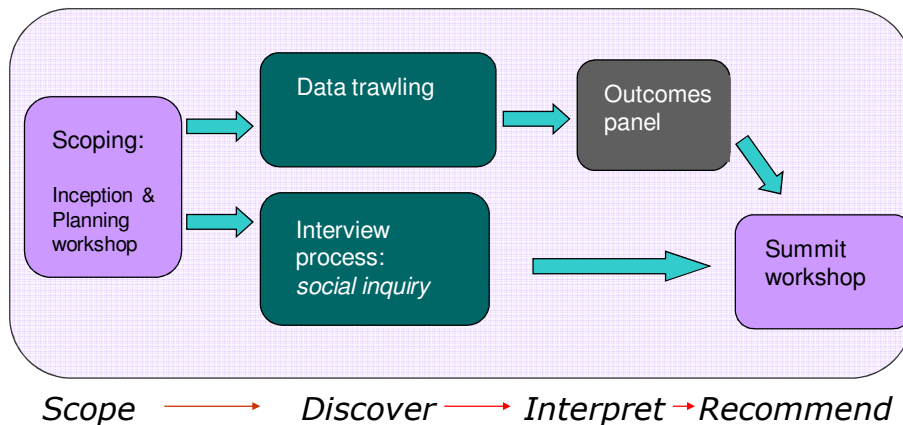 Scoping:
Inception &
Planning
workshop
Data trawling
Interview
process:
social inquiry
Outcomes
panel
Summit
workshop
Scope Discover Interpret Recommend